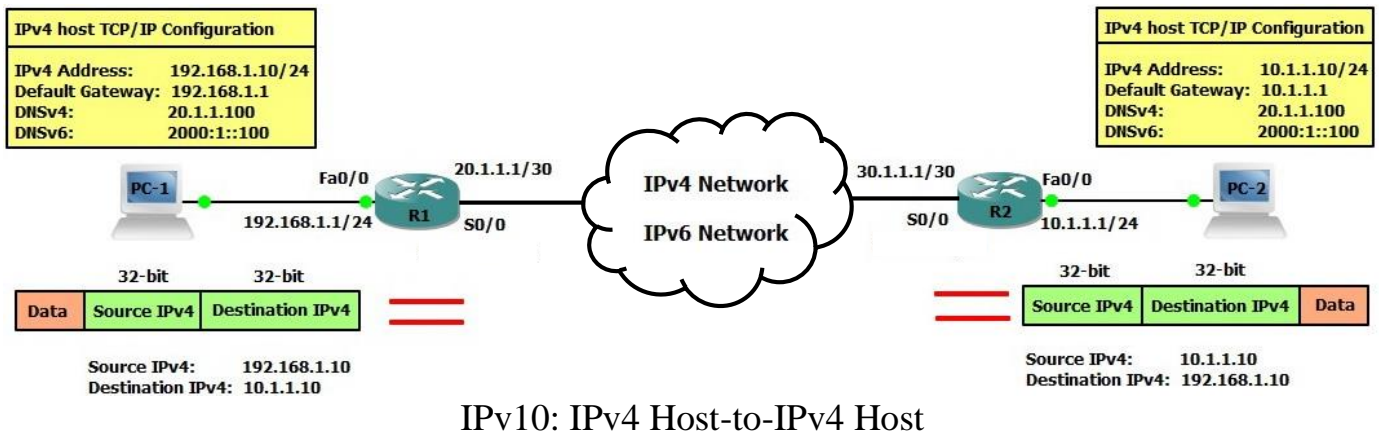 IPv4 host TCP/IP Configuration
IPv4 Address: 192.168.1.10/24
Default Gateway: 192.168.1.1
DNSv4: 20.1.1.100
DNSv6: 2000:1::100
IPv4 host TCP/IP Configuration
IPv4 Address: 10.1.1.10/24
Default Gateway: 10.1.1.1
DNSv4: 20.1.1.100
DNSv6: 2000:1::100
PC-1
Fa0/0
192.168.1.1/24
R1
20.1.1.1/30
S0/0
IPv4 Network
IPv6 Network
30.1.1.1/30
S0/0
R2
Fa0/0
10.1.1.1/24
PC-2
32-bit 32-bit
Data Source IPv4 Destination IPv4
Source IPv4: 192.168.1.10
Destination IPv4: 10.1.1.10
32-bit 32-bit
Source IPv4 Destination IPv4 Data
Source IPv4: 10.1.1.10
Destination IPv4: 192.168.1.10
IPv10: IPv4 Host-to-IPv4 Host